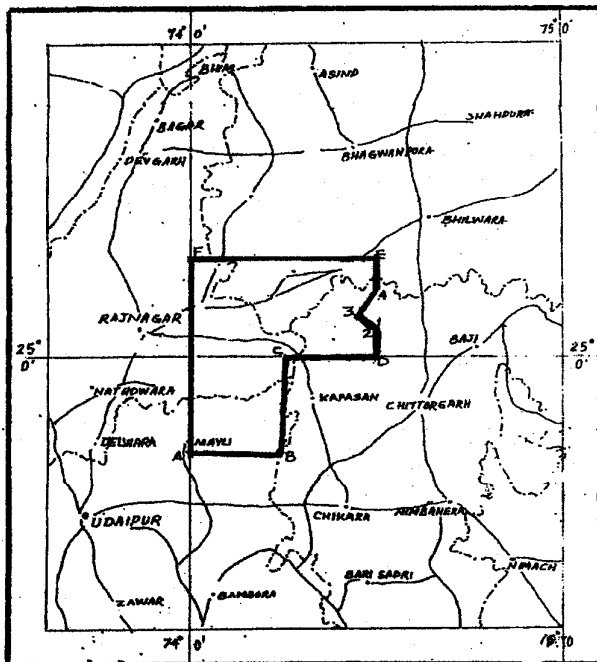 74° 0'
75° 0'
BHIM
ASIND
BAGAR
SHAHPURA
DEVGARH
BHAGWANPORA
BHILWARA
F
E
A
3
2
1
RAJNAGAR
25° 0'
25° 0'
BAJI
C
D
NATHDWARA
KAPASAN
CHITTORGARH
DELWARA
MAVLI
A
B
UDAIPUR
CHIKARA
NIMBAHERA
NIMACH
BARI SADRI
ZAWAR
BAMBORA
74° 0'